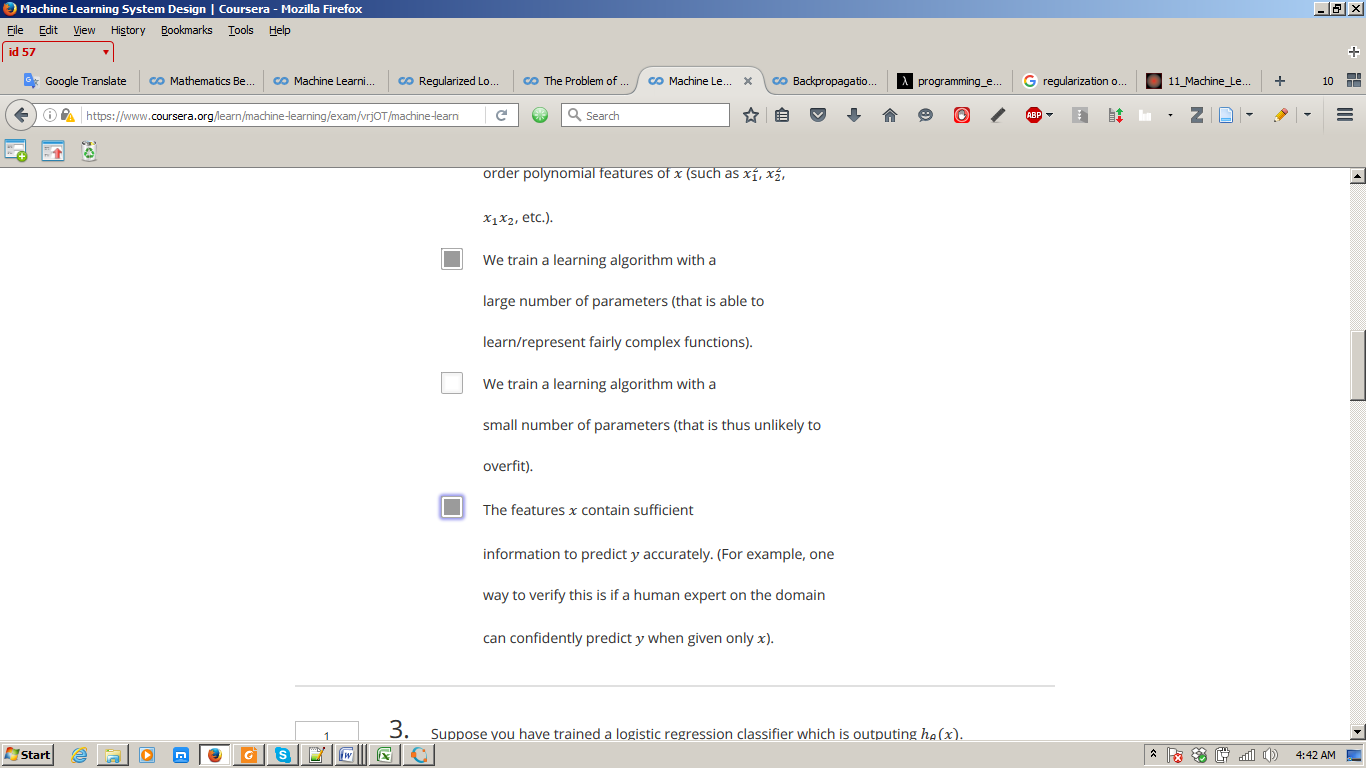 Machine Learning System Design | Coursera - Mozilla Firefox
File Edit View History Bookmarks Tools Help
id 57
Google Translate Mathematics Be... Machine Learni... Regularized Lo... The Problem of ... Machine Le... Backpropagatio... programming_e... regularization o... 11_Machine_Le... 10
https://www.coursera.org/learn/machine-learning/exam/vrjOT/machine-learn Search ABP Z
order polynomial features of x (such as x₁², x₂²,
x₁x₂, etc.).
We train a learning algorithm with a
large number of parameters (that is able to
learn/represent fairly complex functions).
We train a learning algorithm with a
small number of parameters (that is thus unlikely to
overfit).
The features x contain sufficient
information to predict y accurately. (For example, one
way to verify this is if a human expert on the domain
can confidently predict y when given only x).
1
3. Suppose you have trained a logistic regression classifier which is outputing hθ(x).
Start 4:42 AM